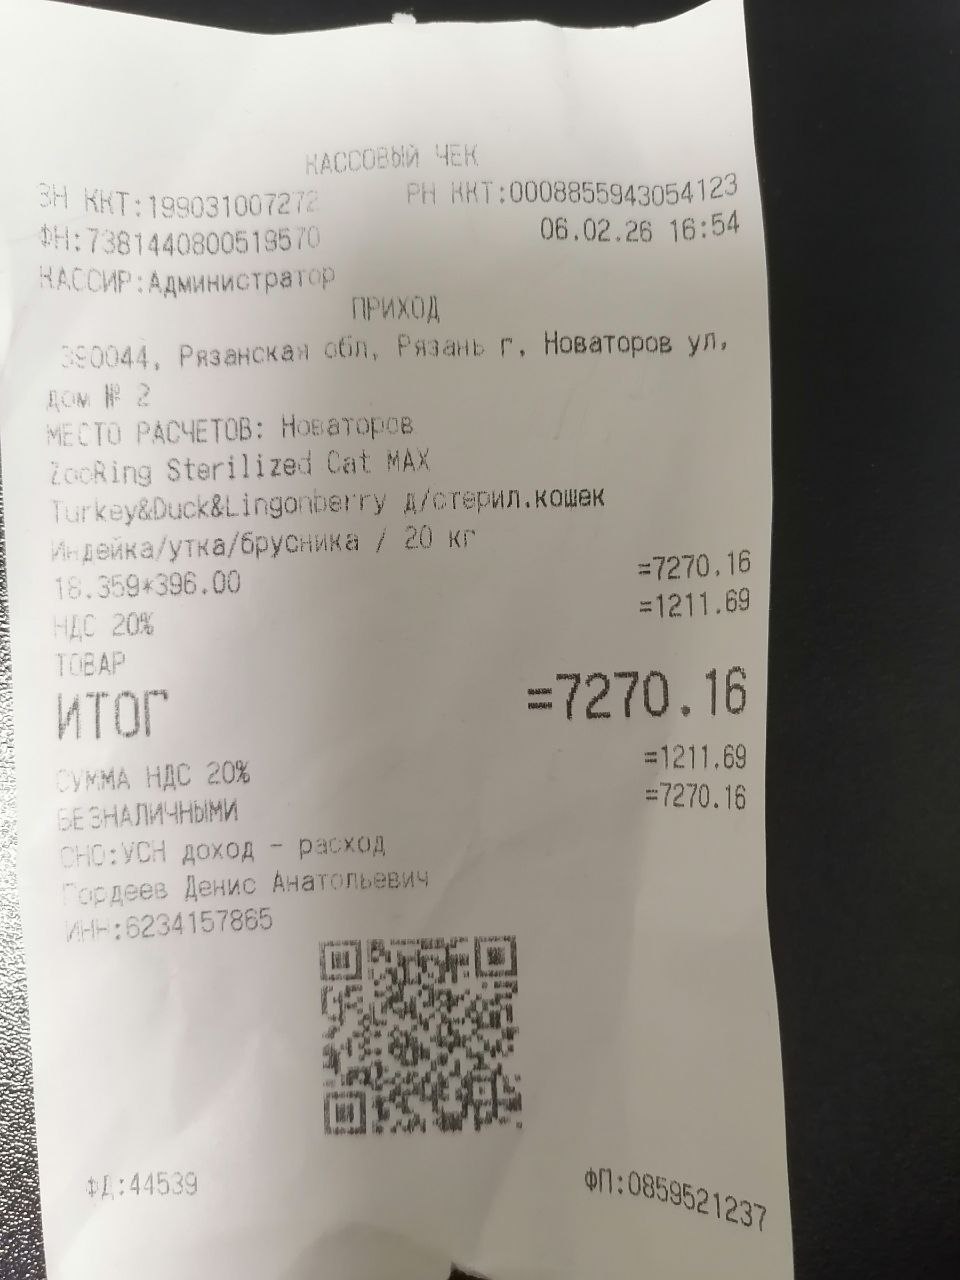 КАССОВЫЙ ЧЕК
ЗН ККТ:199031007272 РН ККТ:0008855943054123
ФН:7381440800519570 06.02.26 16:54
КАССИР:Администратор
ПРИХОД
390044, Рязанская обл, Рязань г, Новаторов ул,
дом № 2
МЕСТО РАСЧЕТОВ: Новаторов
ZooRing Sterilized Cat MAX
Turkey&Duck&Lingonberry д/стерил.кошек
Индейка/утка/брусника / 20 кг
18.359*396.00 =7270.16
НДС 20% =1211.69
ТОВАР
ИТОГ =7270.16
СУММА НДС 20% =1211.69
БЕЗНАЛИЧНЫМИ =7270.16
СНО:УСН доход - расход
Гордеев Денис Анатольевич
ИНН:6234157865
ФД:44539 ФП:0859521237